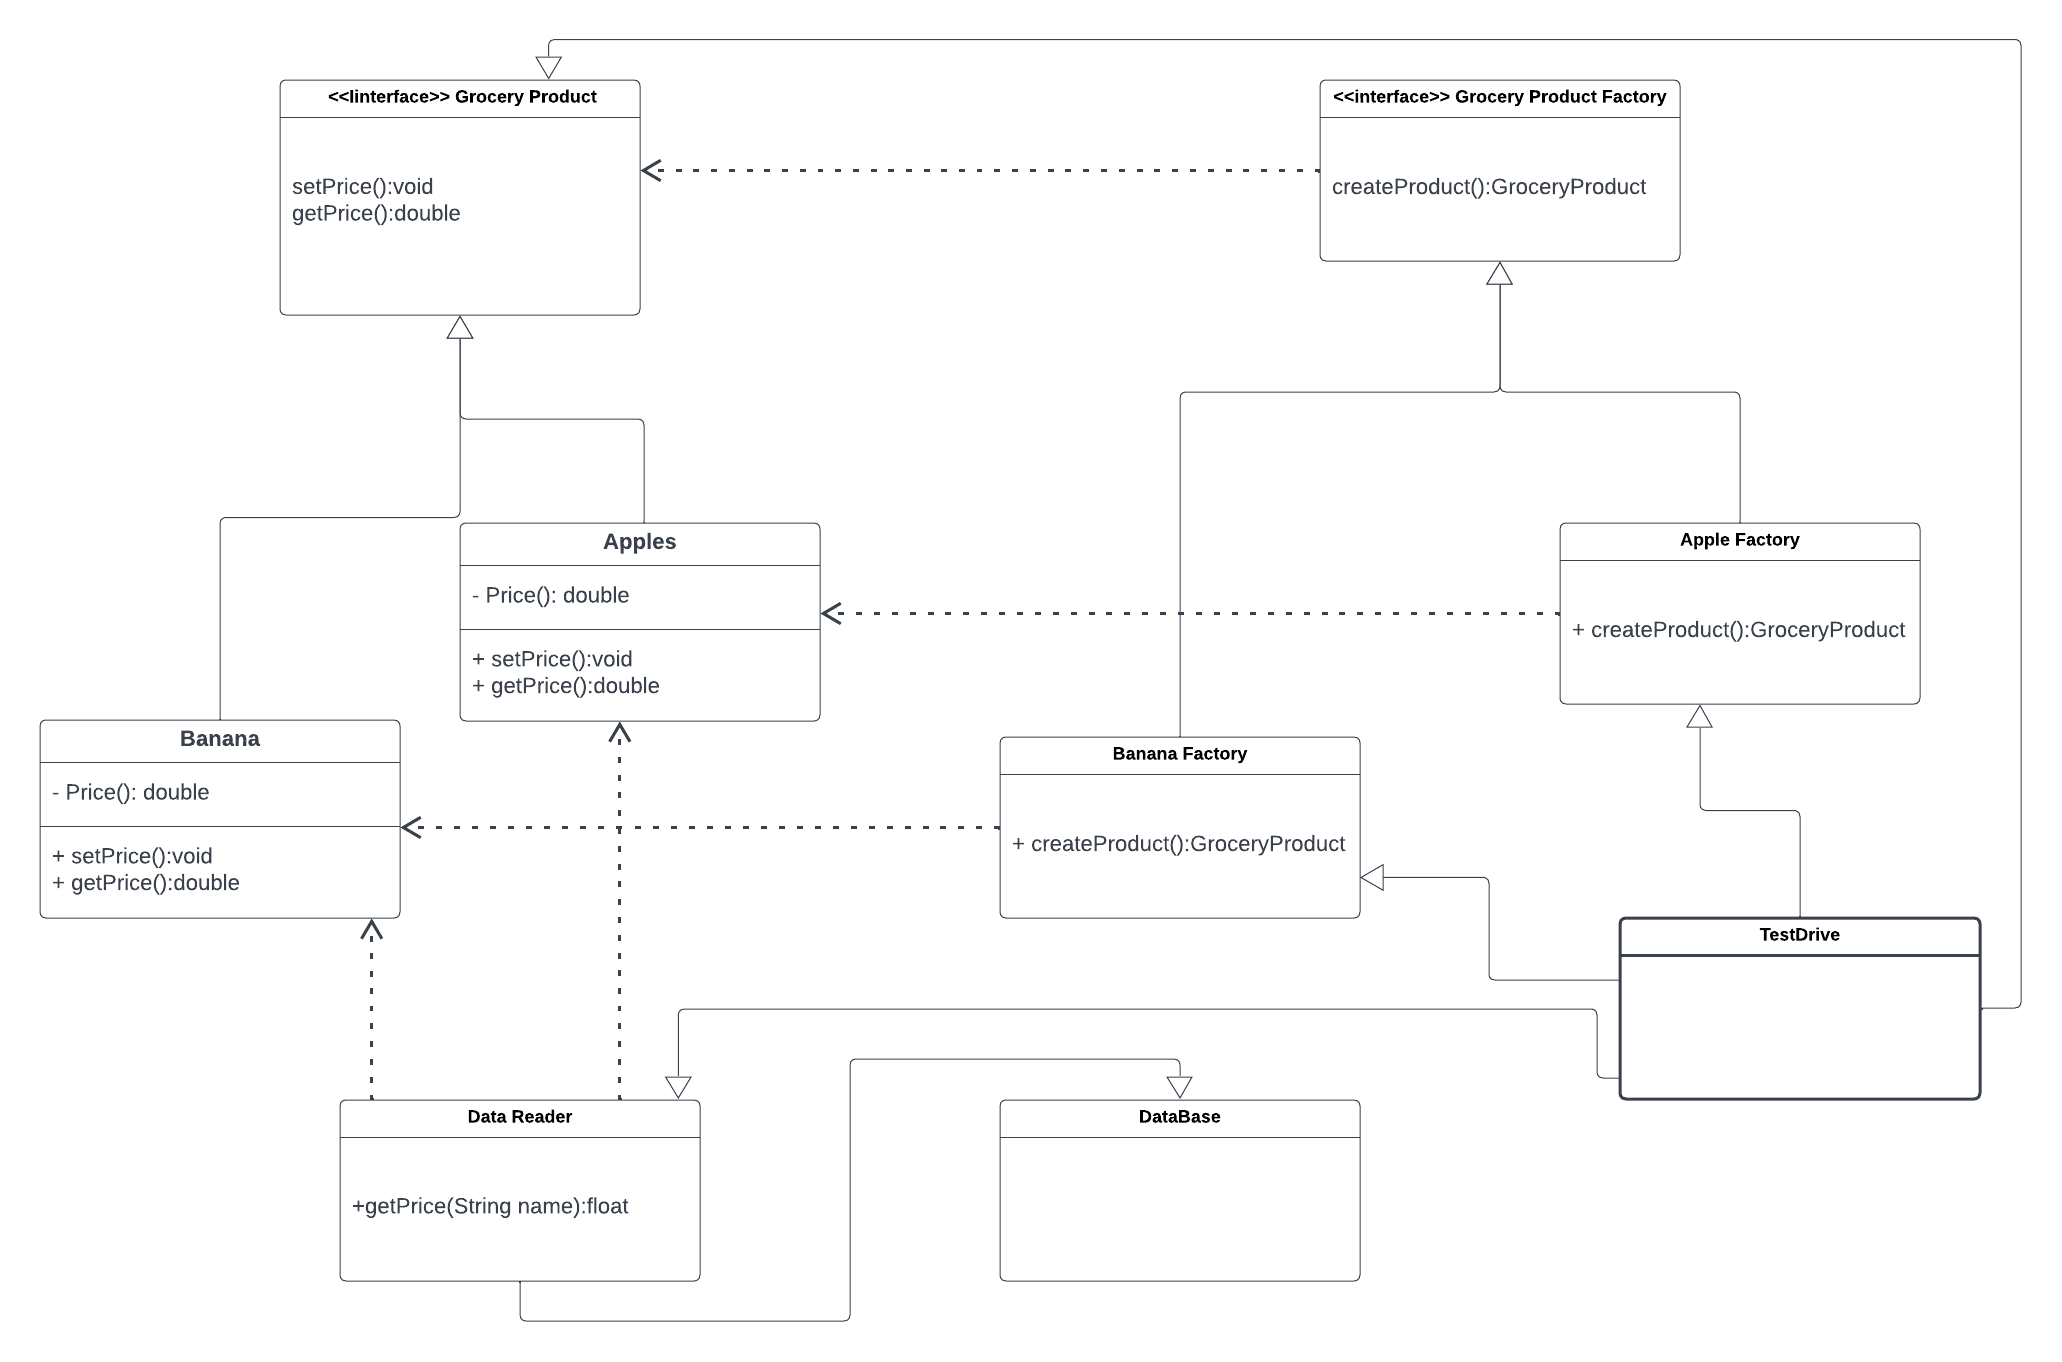 <<Iinterface>> Grocery Product
setPrice():void
getPrice():double
<<interface>> Grocery Product Factory
createProduct():GroceryProduct
Apples
- Price(): double
+ setPrice():void
+ getPrice():double
Apple Factory
+ createProduct():GroceryProduct
Banana
- Price(): double
+ setPrice():void
+ getPrice():double
Banana Factory
+ createProduct():GroceryProduct
TestDrive
Data Reader
+getPrice(String name):float
DataBase